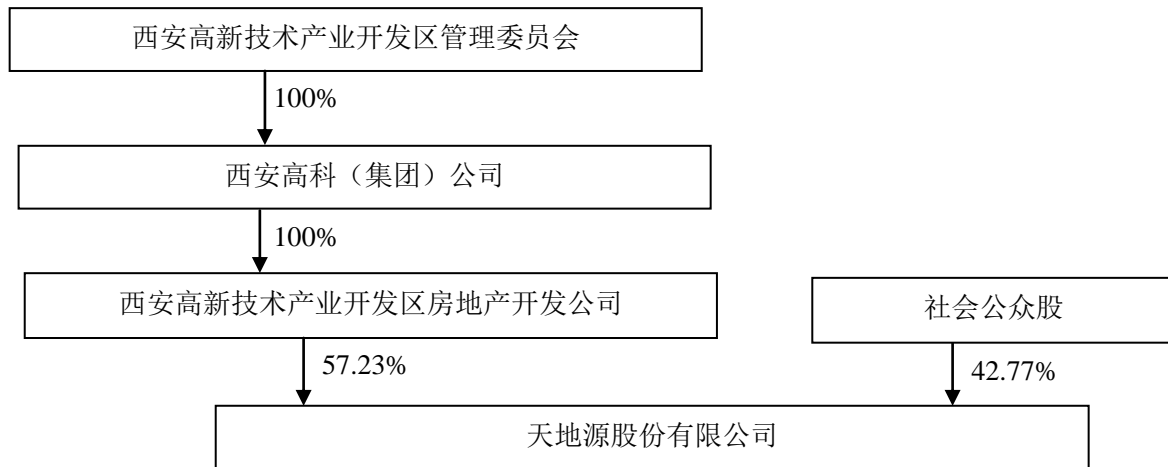 西安高新技术产业开发区管理委员会
100%
西安高科（集团）公司
100%
西安高新技术产业开发区房地产开发公司
社会公众股
57.23%
42.77%
天地源股份有限公司